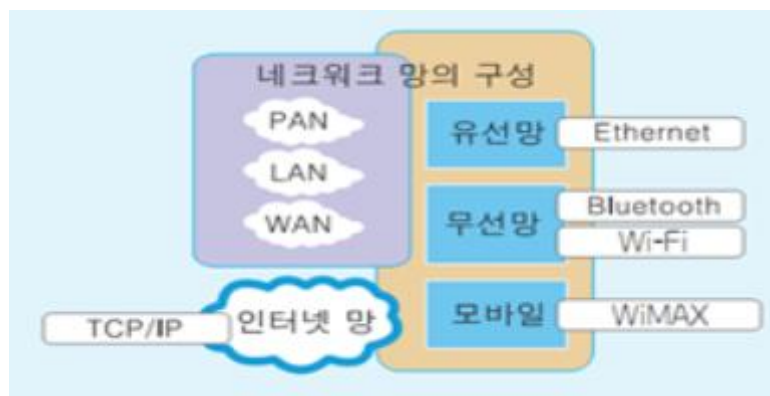 네크워크 망의 구성
PAN
LAN
WAN
유선망
Ethernet
무선망
Bluetooth
Wi-Fi
모바일
WiMAX
인터넷 망
TCP/IP